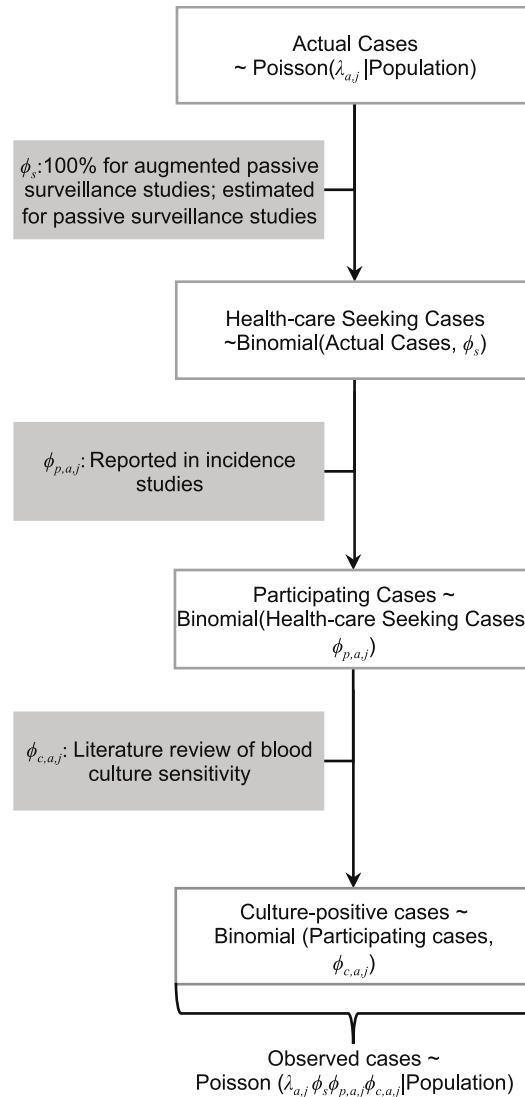 Actual Cases
~ Poisson(λa,j |Population)
ϕs:100% for augmented passive
surveillance studies; estimated
for passive surveillance studies
Health-care Seeking Cases
~Binomial(Actual Cases, ϕs)
ϕp,a,j: Reported in incidence
studies
Participating Cases ~
Binomial(Health-care Seeking Cases
ϕp,a,j)
ϕc,a,j: Literature review of blood
culture sensitivity
Culture-positive cases ~
Binomial (Participating cases,
ϕc,a,j)
Observed cases ~
Poisson (λa,j ϕsϕp,a,jϕc,a,j|Population)